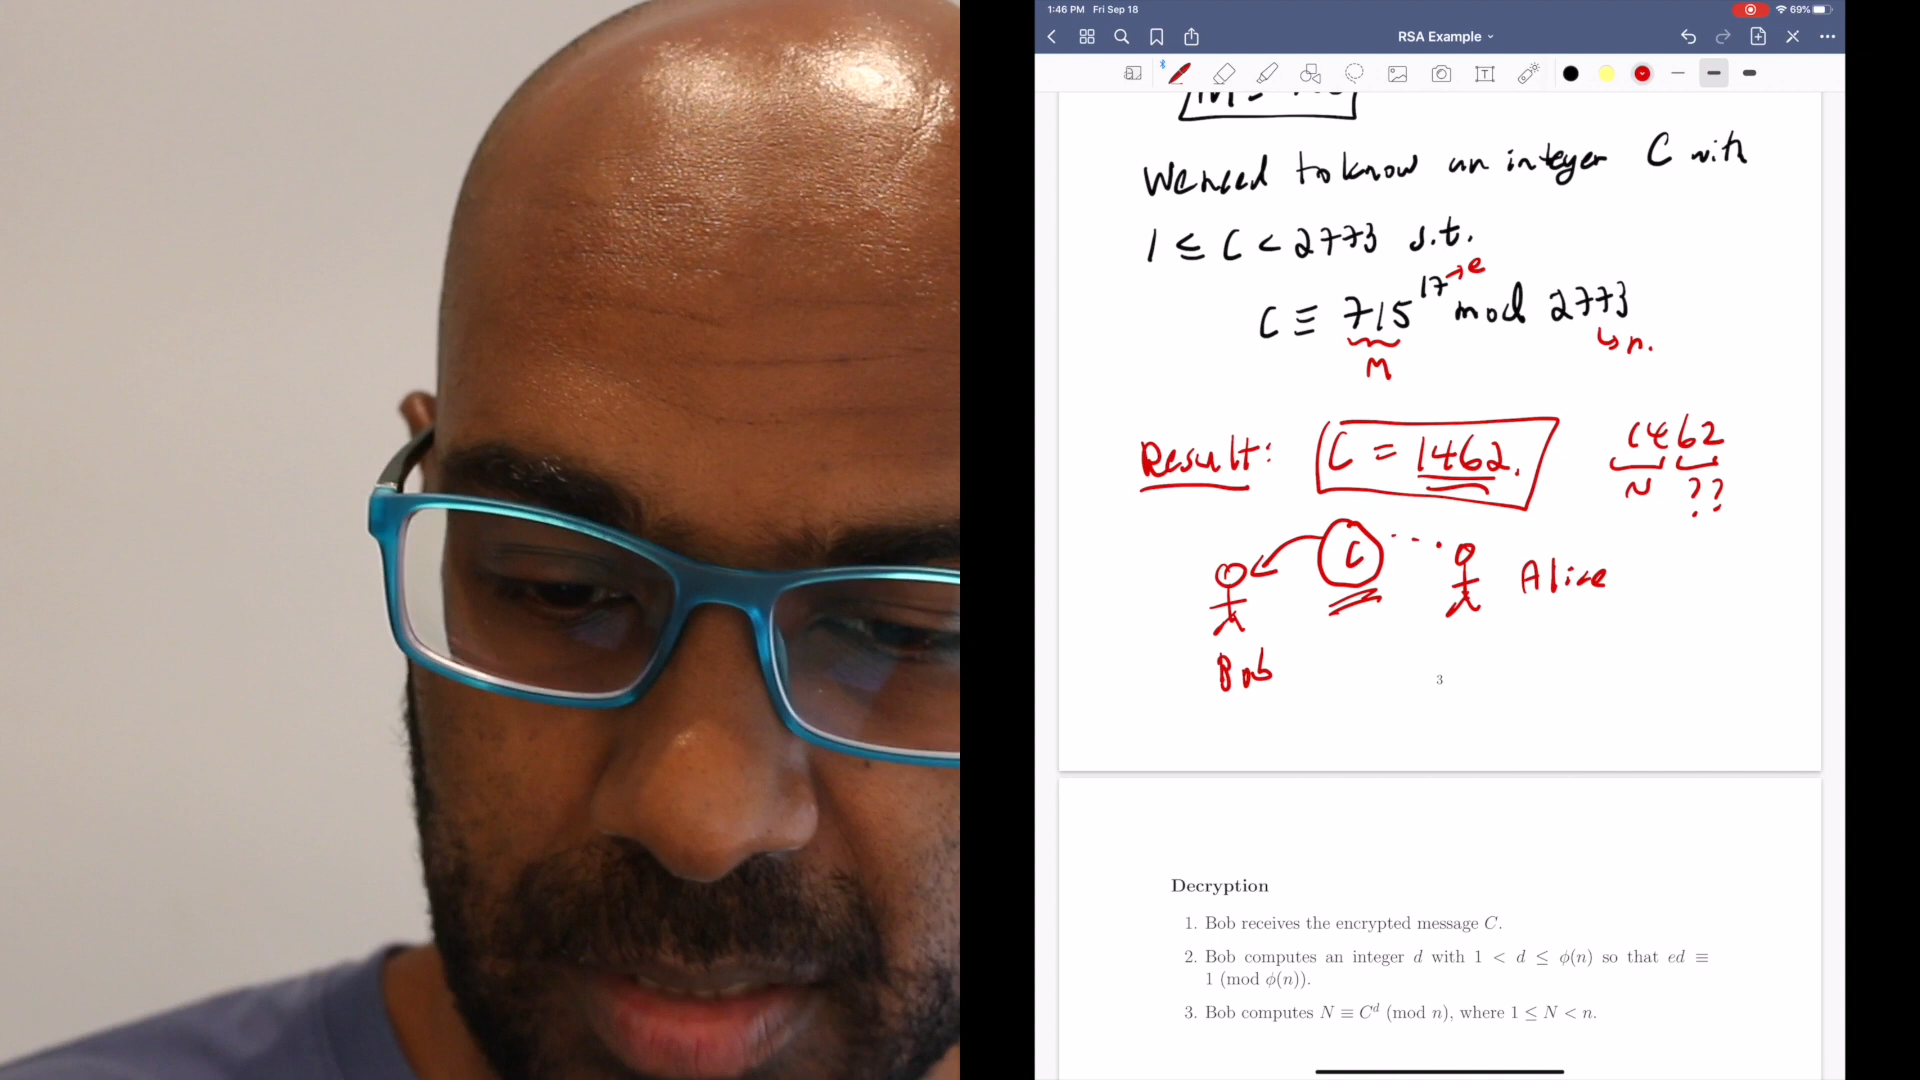 1:46 PM Fri Sep 18
69%
RSA Example
We need to know an integer C with
1 ≤ C < 2773 s.t.
C ≡ 715^17 mod 2773
→ e
↳ n.
M
Result: C = 1462.
1462
N ??
C
Alice
Bob
3
Decryption
1. Bob receives the encrypted message C.
2. Bob computes an integer d with 1 < d ≤ ϕ(n) so that ed ≡
1 (mod ϕ(n)).
3. Bob computes N ≡ C^d (mod n), where 1 ≤ N < n.